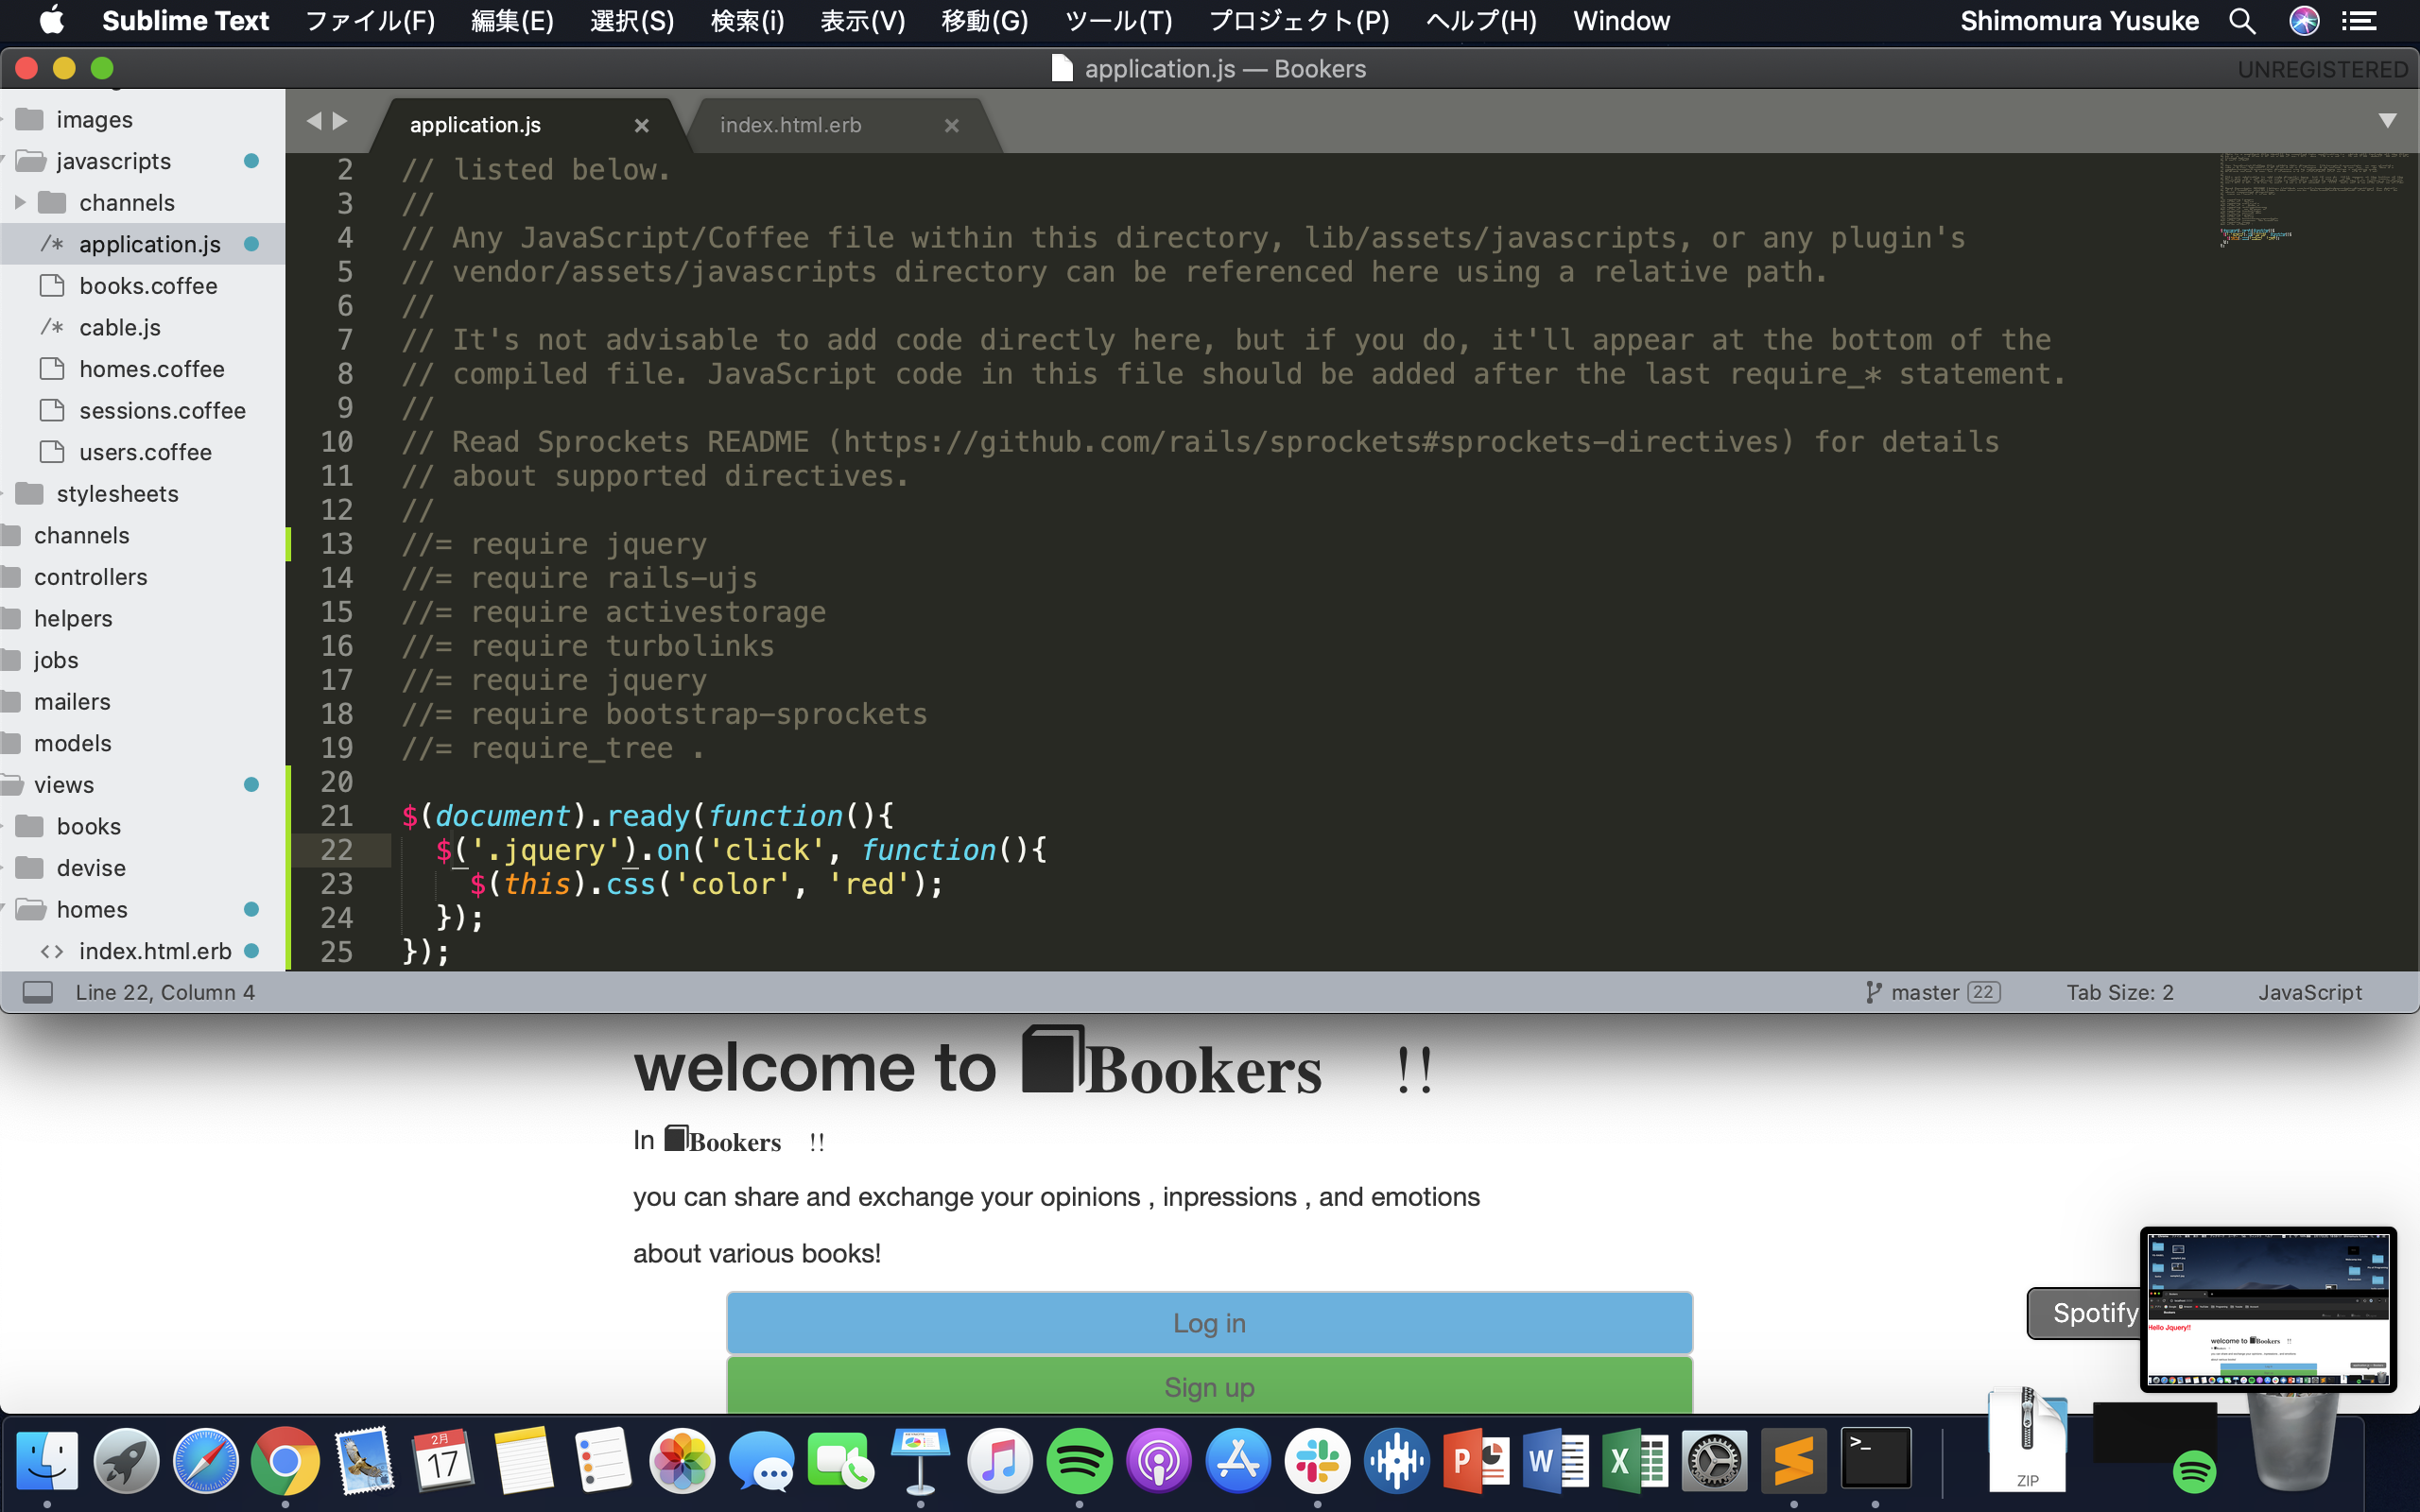 Sublime Text ファイル(F) 編集(E) 選択(S) 検索(i) 表示(V) 移動(G) ツール(T) プロジェクト(P) ヘルプ(H) Window Shimomura Yusuke
application.js — Bookers UNREGISTERED
images
javascripts
channels
application.js
books.coffee
cable.js
homes.coffee
sessions.coffee
users.coffee
stylesheets
channels
controllers
helpers
jobs
mailers
models
views
books
devise
homes
index.html.erb
application.js × index.html.erb ×
2 // listed below.
3 //
4 // Any JavaScript/Coffee file within this directory, lib/assets/javascripts, or any plugin's
5 // vendor/assets/javascripts directory can be referenced here using a relative path.
6 //
7 // It's not advisable to add code directly here, but if you do, it'll appear at the bottom of the
8 // compiled file. JavaScript code in this file should be added after the last require_* statement.
9 //
10 // Read Sprockets README (https://github.com/rails/sprockets#sprockets-directives) for details
11 // about supported directives.
12 //
13 //= require jquery
14 //= require rails-ujs
15 //= require activestorage
16 //= require turbolinks
17 //= require jquery
18 //= require bootstrap-sprockets
19 //= require_tree .
20
21 $(document).ready(function(){
22 $('.jquery').on('click', function(){
23 $(this).css('color', 'red');
24 });
25 });
Line 22, Column 4 master 22 Tab Size: 2 JavaScript
welcome to Bookers !!
In Bookers !!
you can share and exchange your opinions , inpressions , and emotions
about various books!
Log in
Sign up
Spotify
Hello Jquery!!
welcome to Bookers !!
2月
17
ZIP